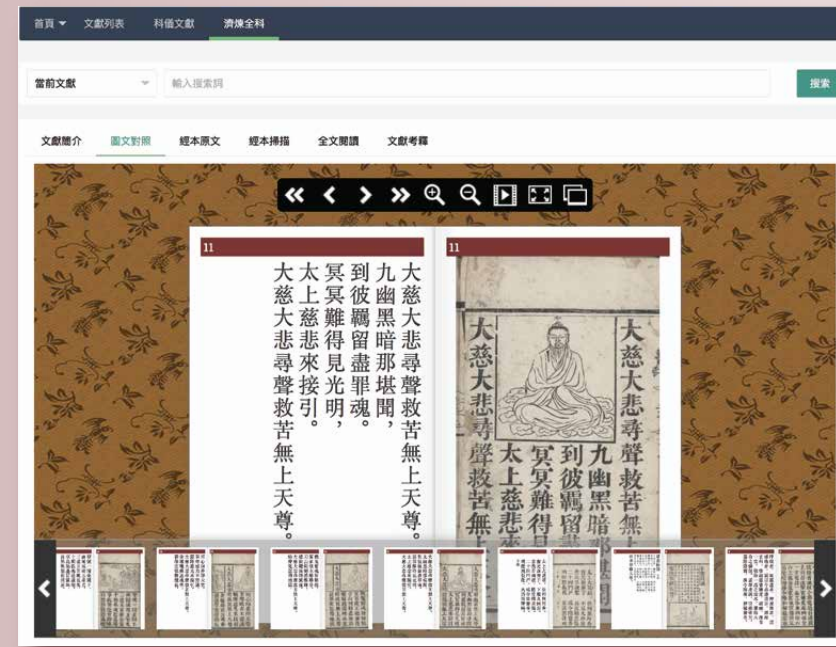 首頁 文獻列表 科儀文獻 濟煉全科
當前文獻 輸入搜索詞 搜索
文獻簡介 圖文對照 經本原文 經本掃描 全文閱讀 文獻考釋
11
大慈大悲尋聲救苦無上天尊。
九幽黑暗那堪聞，
到彼羈留盡罪魂。
冥冥難得見光明，
太上慈悲來接引。
大慈大悲尋聲救苦無上天尊。
11
大慈大悲尋聲救苦無
九幽黑暗那堪聞
到彼羈留盡罪
冥冥難得見
太上慈悲來
大慈大悲尋聲救苦無